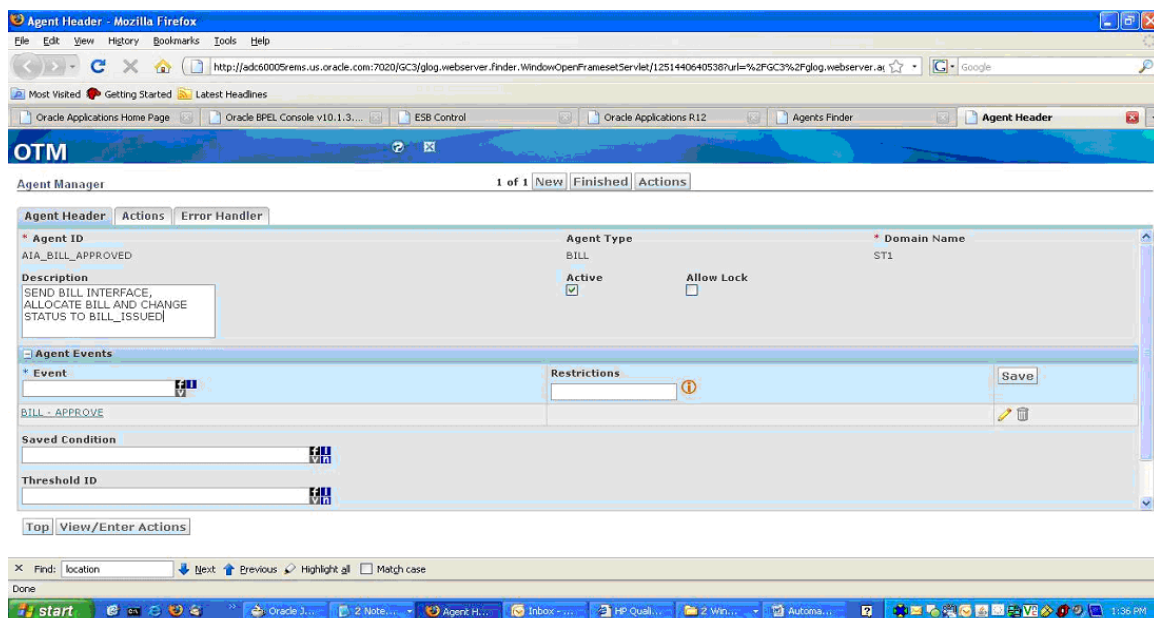 Agent Header - Mozilla Firefox
File Edit View History Bookmarks Tools Help
http://adc60005rems.us.oracle.com:7020/GC3/glog.webserver.finder.WindowOpenFramesetServlet/1251440640538?url=%2FGC3%2Fglog.webserver.a
Google
Most Visited Getting Started Latest Headlines
Oracle Applications Home Page Oracle BPEL Console v10.1.3.... ESB Control Oracle Applications R12 Agents Finder Agent Header
OTM
Agent Manager 1 of 1 New Finished Actions
Agent Header Actions Error Handler
* Agent ID Agent Type * Domain Name
AIA_BILL_APPROVED BILL ST1
Description Active Allow Lock
SEND BILL INTERFACE,
ALLOCATE BILL AND CHANGE
STATUS TO BILL_ISSUED
Agent Events
* Event Restrictions Save
BILL - APPROVE
Saved Condition
Threshold ID
Top View/Enter Actions
Find: location Next Previous Highlight all Match case
Done
start Oracle J... 2 Note... Agent H... Inbox - ... HP Quali... 2 Win... Automa... 1:36 PM